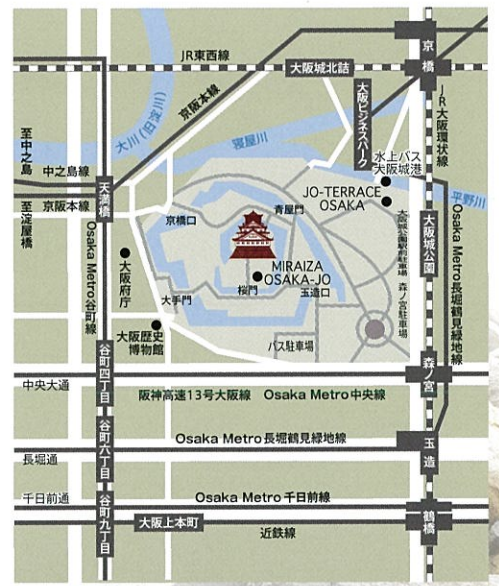 京橋
JR東西線
大阪城北詰
京阪本線
大川(旧淀川)
大阪ビジネスパーク
JR大阪環状線
至中之島
中之島線
寝屋川
水上バス
大阪城港
天満橋
京阪本線
至淀屋橋
JO-TERRACE
OSAKA
平野川
京橋口
青屋門
大阪城公園駅前駐車場
大阪城公園
Osaka Metro長堀鶴見緑地線
Osaka Metro谷町線
大阪府庁
MIRAIZA
OSAKA-JO
桜門
玉造口
大手門
森ノ宮駐車場
大阪歴史
博物館
バス駐車場
谷町四丁目
森ノ宮
中央大通
阪神高速13号大阪線 Osaka Metro中央線
谷町六丁目
Osaka Metro長堀鶴見緑地線
玉造
長堀通
千日前通
Osaka Metro千日前線
谷町九丁目
大阪上本町
近鉄線
鶴橋